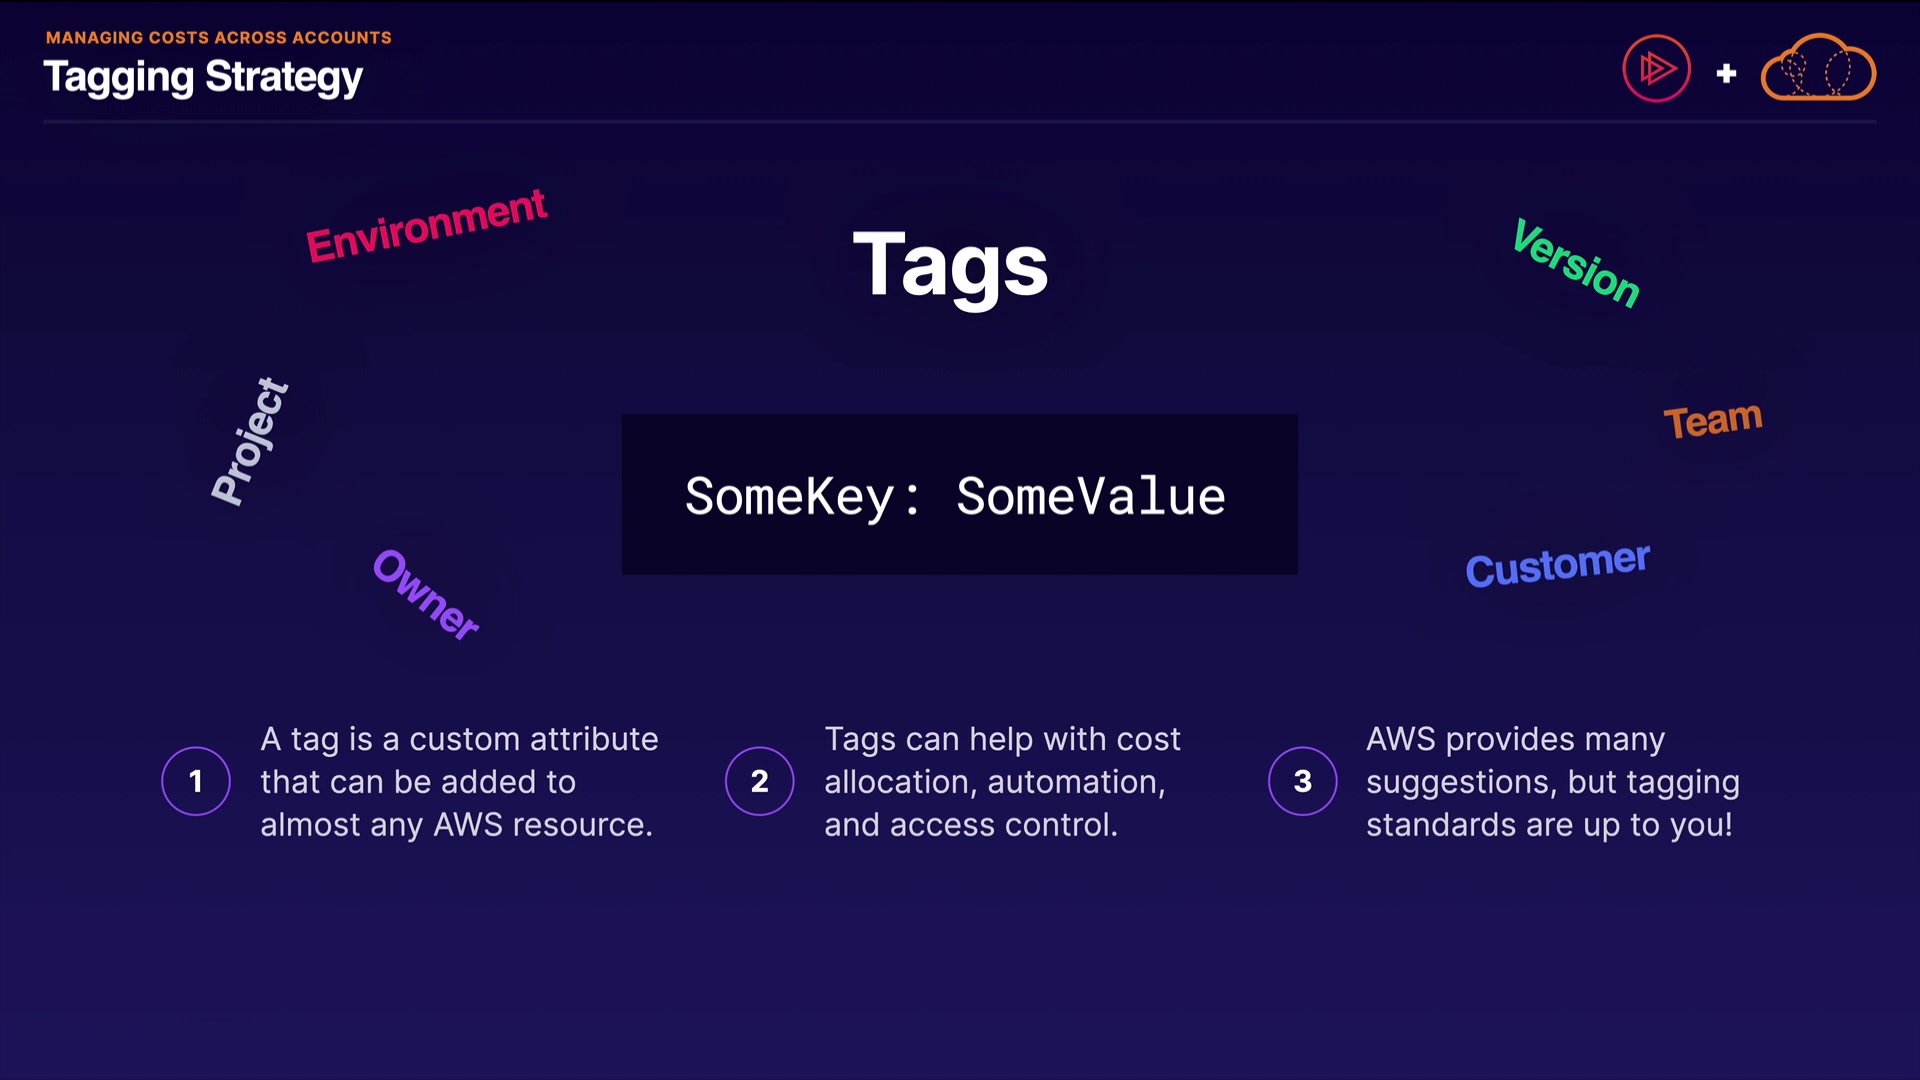 MANAGING COSTS ACROSS ACCOUNTS
Tagging Strategy
+
Environment
Tags
Version
Project
Team
SomeKey: SomeValue
Owner
Customer
1
A tag is a custom attribute
that can be added to
almost any AWS resource.
2
Tags can help with cost
allocation, automation,
and access control.
3
AWS provides many
suggestions, but tagging
standards are up to you!